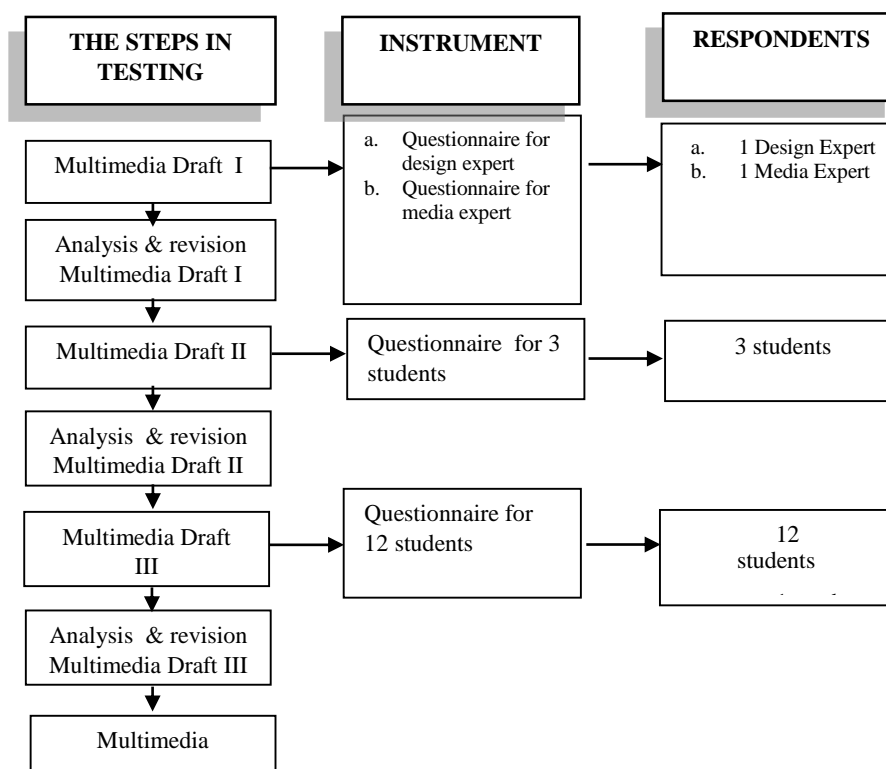 THE STEPS IN
TESTING
INSTRUMENT
RESPONDENTS
Multimedia Draft I
a. Questionnaire for
design expert
b. Questionnaire for
media expert
a. 1 Design Expert
b. 1 Media Expert
Analysis & revision
Multimedia Draft I
Multimedia Draft II
Questionnaire for 3
students
3 students
Analysis & revision
Multimedia Draft II
Multimedia Draft
III
Questionnaire for
12 students
12
students
Analysis & revision
Multimedia Draft III
Multimedia